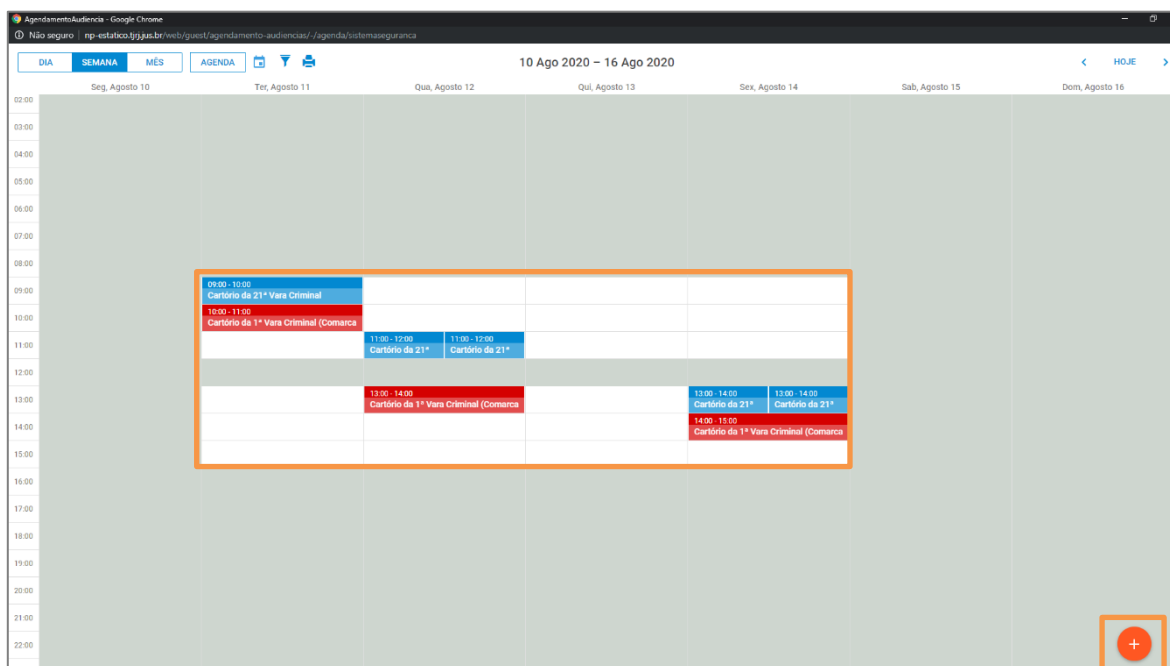 AgendamentoAudiencia - Google Chrome
Não seguro | np-estatico.tjrj.jus.br/web/guest/agendamento-audiencias/-/agenda/sistemaseguranca
DIA SEMANA MÊS AGENDA 10 Ago 2020 – 16 Ago 2020 HOJE
Seg, Agosto 10 Ter, Agosto 11 Qua, Agosto 12 Qui, Agosto 13 Sex, Agosto 14 Sab, Agosto 15 Dom, Agosto 16
02:00
03:00
04:00
05:00
06:00
07:00
08:00
09:00 - 10:00
09:00 Cartório da 21ª Vara Criminal
10:00 - 11:00
10:00 Cartório da 1ª Vara Criminal (Comarca
11:00 - 12:00 11:00 - 12:00
11:00 Cartório da 21ª Cartório da 21ª
12:00
13:00 - 14:00 13:00 - 14:00 13:00 - 14:00
13:00 Cartório da 1ª Vara Criminal (Comarca Cartório da 21ª Cartório da 21ª
14:00 - 15:00
14:00 Cartório da 1ª Vara Criminal (Comarca
15:00
16:00
17:00
18:00
19:00
20:00
21:00
22:00